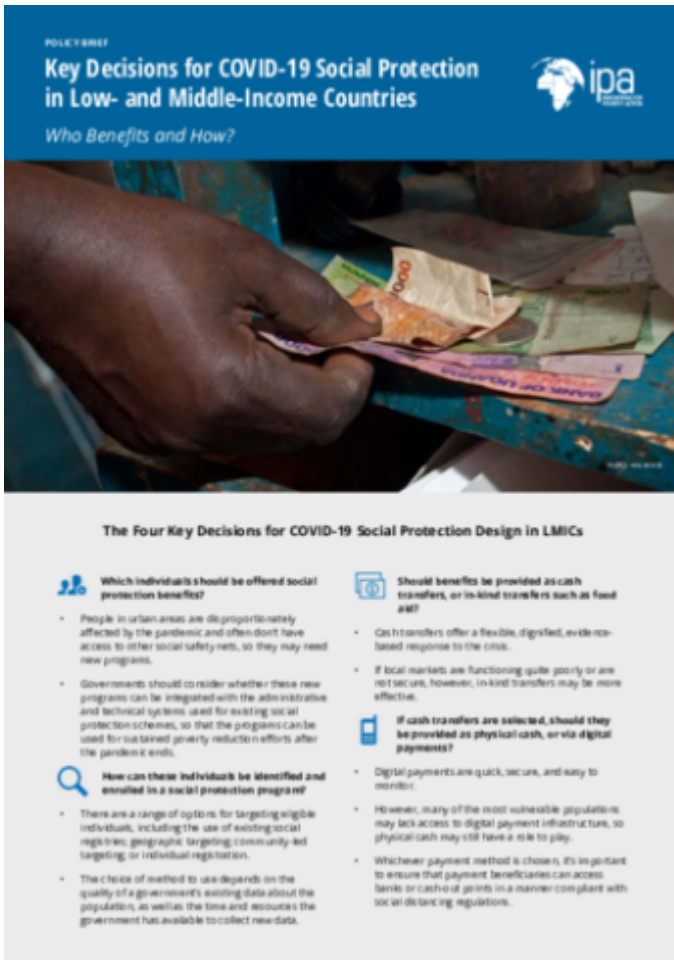 POLICY BRIEF
Key Decisions for COVID-19 Social Protection
in Low- and Middle-Income Countries
Who Benefits and How?
ipa
BANK OF UGANDA
The Four Key Decisions for COVID-19 Social Protection Design in LMICs
Which individuals should be offered social
protection benefits?
• People in urban areas are disproportionately
affected by the pandemic and often don't have
access to other social safety nets, so they may need
new programs.
• Governments should consider whether these new
programs can be integrated with the administrative
and technical systems used for existing social
protection schemes, so that the programs can be
used for sustained poverty reduction efforts after
the pandemic ends.
How can these individuals be identified and
enrolled in a social protection program?
• There are a range of options for targeting eligible
individuals, including the use of existing social
registries; geographic targeting; community-led
targeting; or individual registration.
• The choice of method to use depends on the
quality of a government's existing data about the
population, as well as the time and resources the
government has available to collect new data.
Should benefits be provided as cash
transfers, or in-kind transfers such as food
aid?
• Cash transfers offer a flexible, dignified, evidence-
based response to the crisis.
• If local markets are functioning quite poorly or are
not secure, however, in-kind transfers may be more
effective.
If cash transfers are selected, should they
be provided as physical cash, or via digital
payments?
• Digital payments are quick, secure, and easy to
monitor.
• However, many of the most vulnerable populations
may lack access to digital payment infrastructure, so
physical cash may still have a role to play.
• Whichever payment method is chosen, it's important
to ensure that payment beneficiaries can access
banks or cash-out points in a manner compliant with
social distancing regulations.